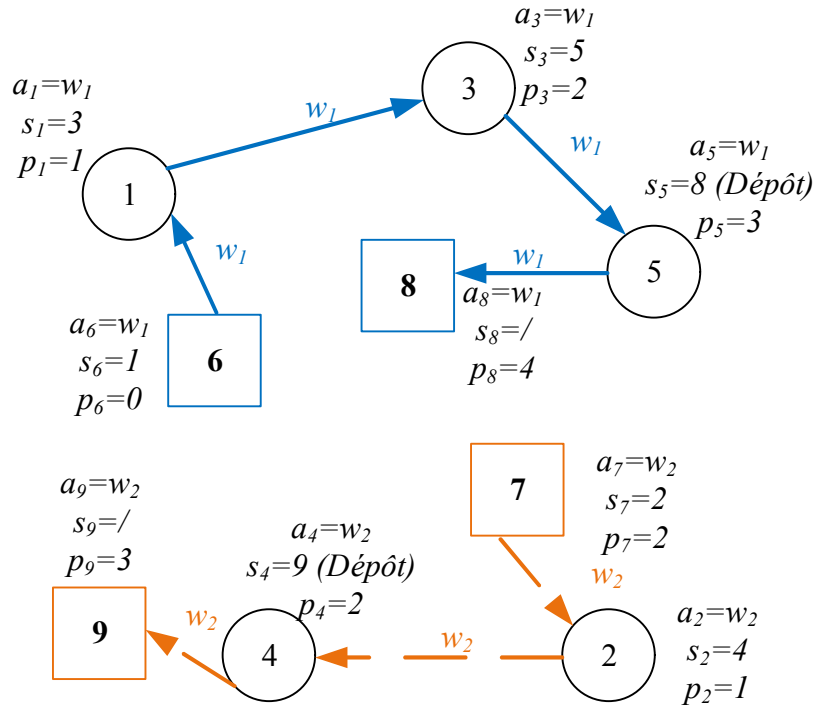 a₃=w₁
s₃=5
p₃=2
3
w₁
a₁=w₁
s₁=3
p₁=1
1
w₁
a₅=w₁
s₅=8 (Dépôt)
p₅=3
5
w₁
w₁
8
a₈=w₁
s₈=/
p₈=4
a₆=w₁
s₆=1
p₆=0
6
7
a₇=w₂
s₇=2
p₇=2
w₂
a₉=w₂
s₉=/
p₉=3
9
a₄=w₂
s₄=9 (Dépôt)
p₄=2
w₂
4
w₂
2
a₂=w₂
s₂=4
p₂=1